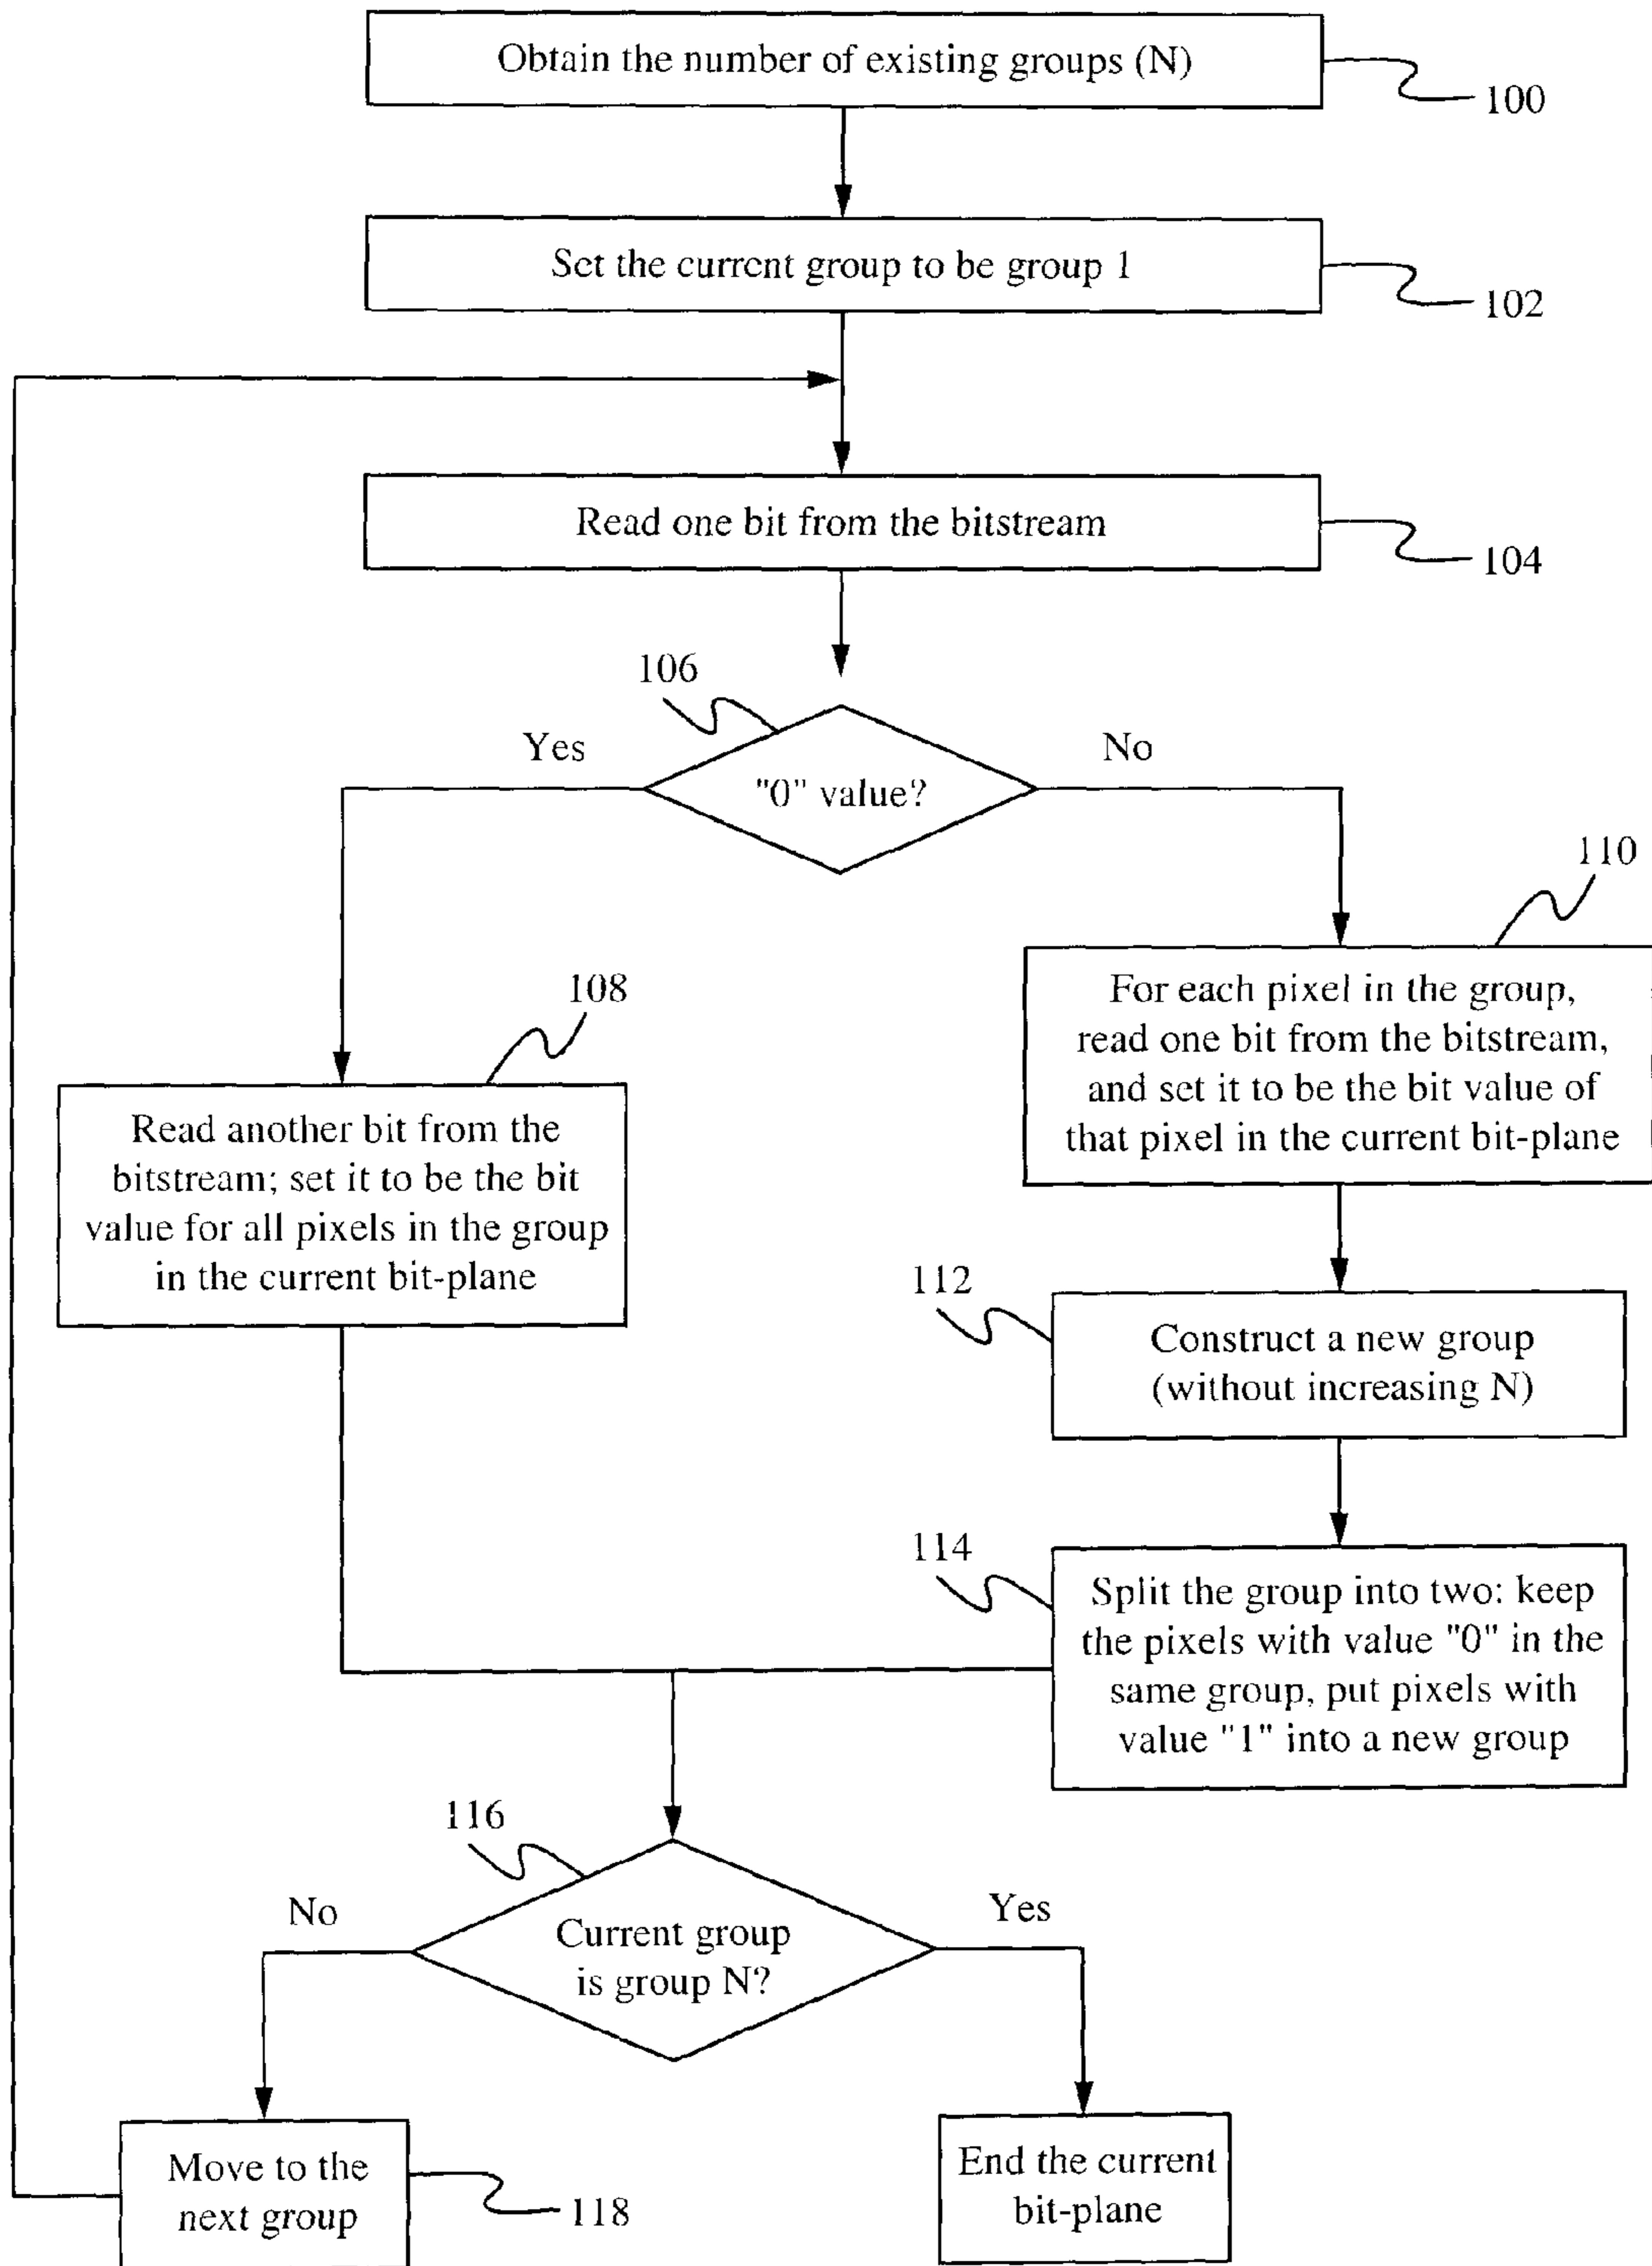 Obtain the number of existing groups (N)
100
Set the current group to be group 1
102
Read one bit from the bitstream
104
106
Yes
No
"0" value?
110
For each pixel in the group,
read one bit from the bitstream,
and set it to be the bit value of
that pixel in the current bit-plane
108
Read another bit from the
bitstream; set it to be the bit
value for all pixels in the group
in the current bit-plane
112
Construct a new group
(without increasing N)
114
Split the group into two: keep
the pixels with value "0" in the
same group, put pixels with
value "1" into a new group
116
No
Yes
Current group
is group N?
Move to the
next group
118
End the current
bit-plane